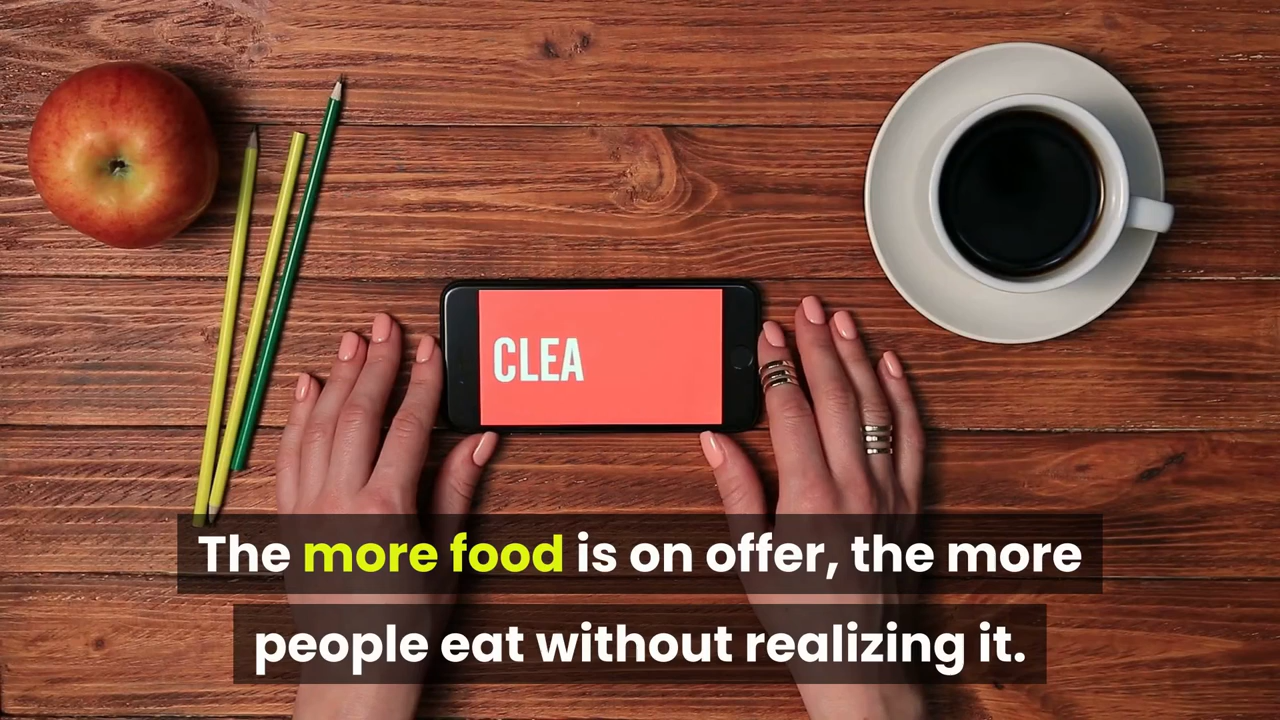 CLEA
The more food is on offer, the more
people eat without realizing it.